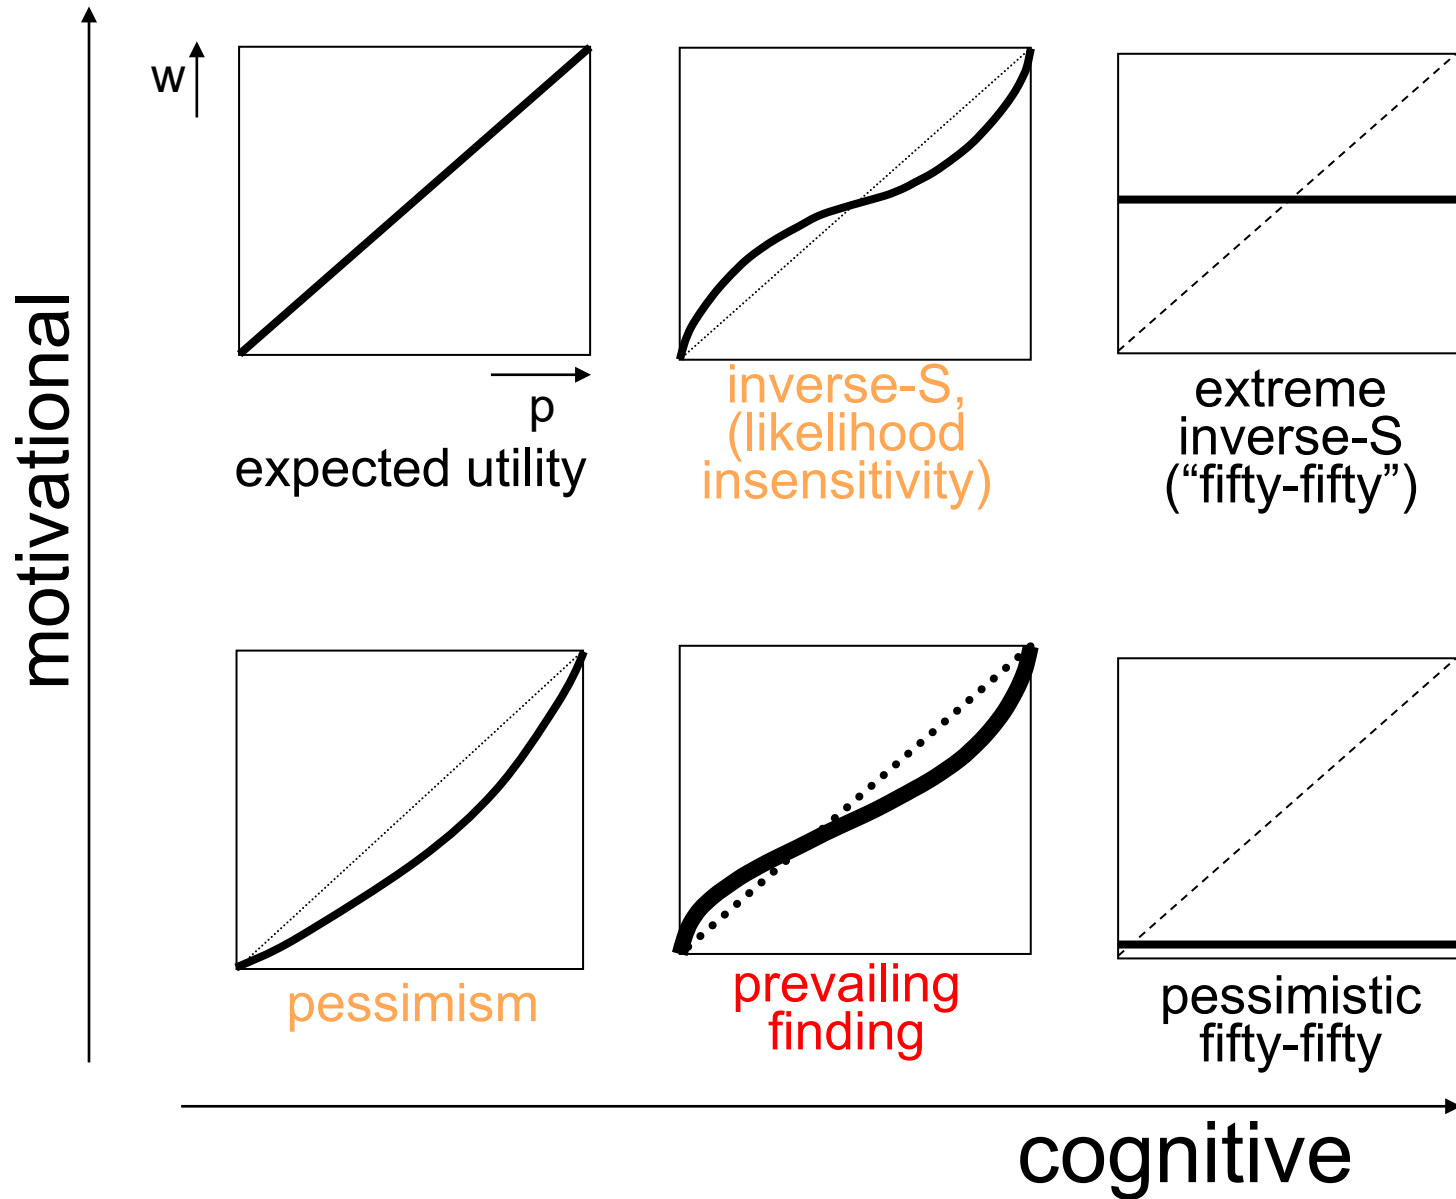 motivational
w
p
expected utility
inverse-S,
(likelihood
insensitivity)
extreme
inverse-S
(“fifty-fifty”)
pessimism
prevailing
finding
pessimistic
fifty-fifty
cognitive